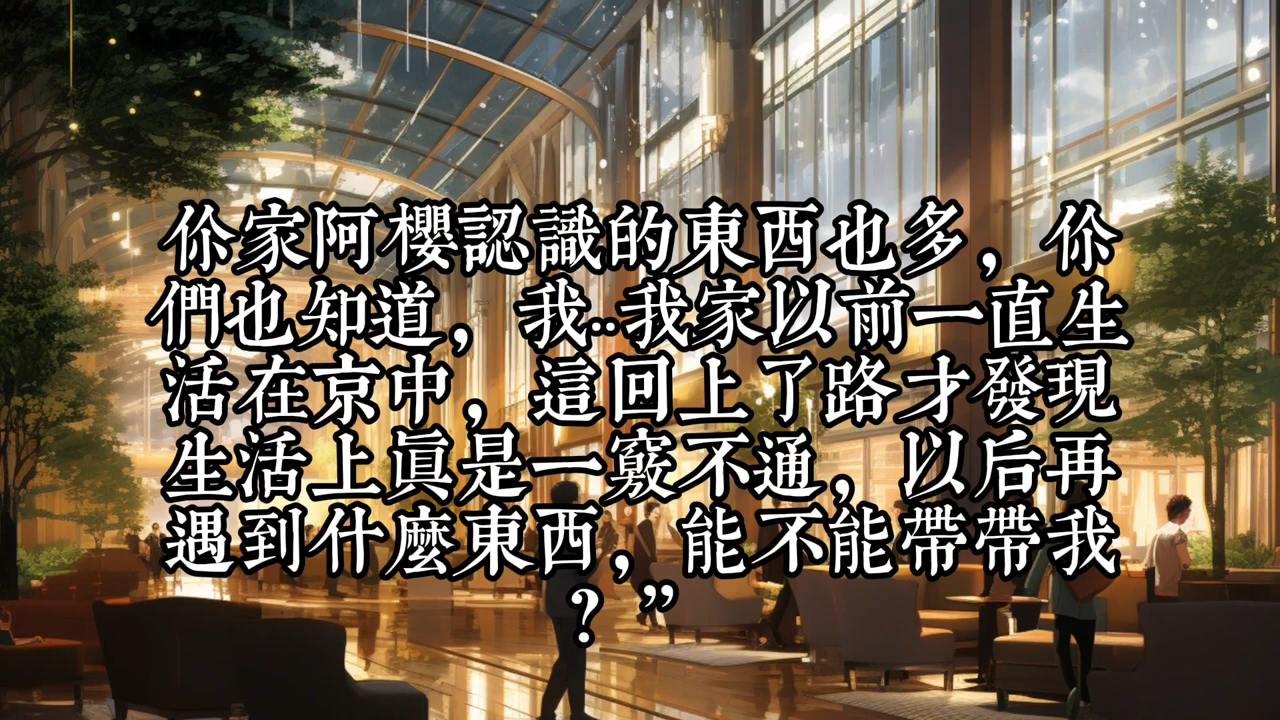 伱家阿櫻認識的東西也多，伱
們也知道，我··我家以前一直生
活在京中，這回上了路才發現
生活上眞是一竅不通，以后再
遇到什麼東西，能不能帶帶我
？”